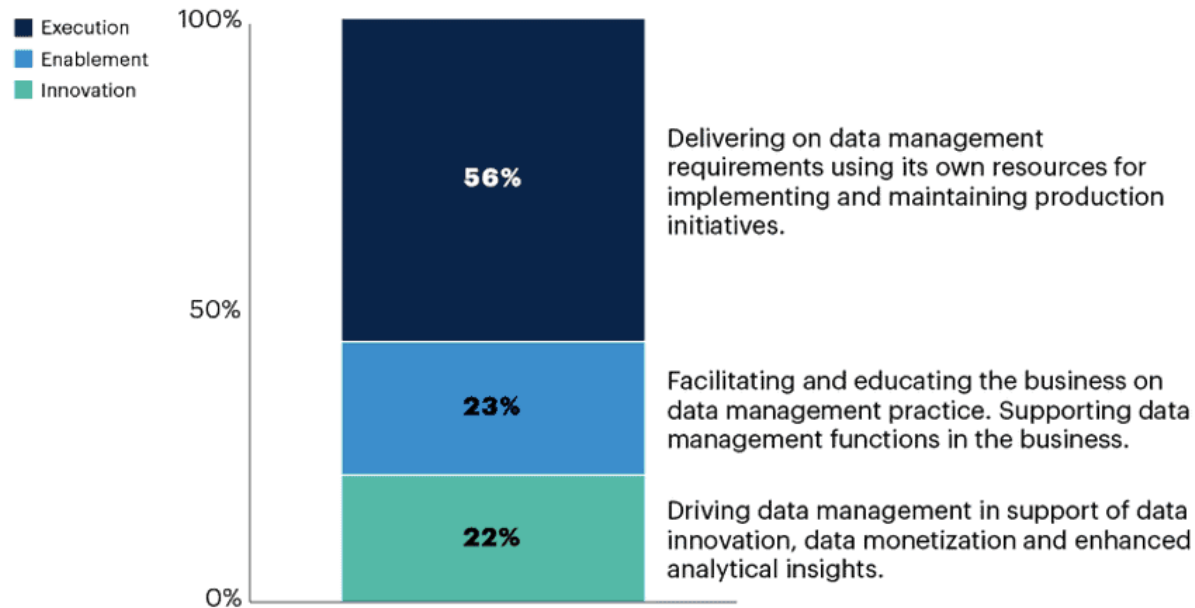 Execution
Enablement
Innovation
100%
50%
0%
56%
Delivering on data management
requirements using its own resources for
implementing and maintaining production
initiatives.
23%
Facilitating and educating the business on
data management practice. Supporting data
management functions in the business.
22%
Driving data management in support of data
innovation, data monetization and enhanced
analytical insights.